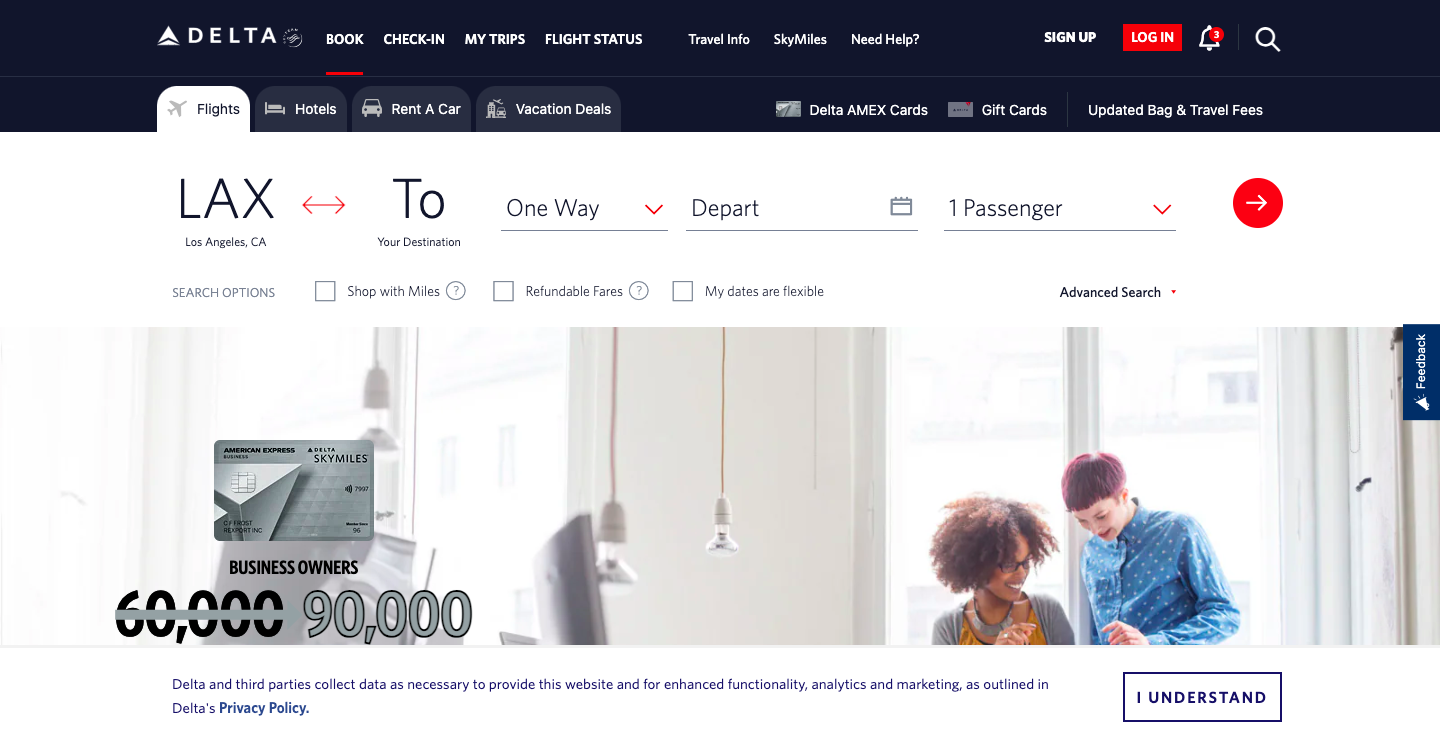 DELTA
BOOK
CHECK-IN
MY TRIPS
FLIGHT STATUS
Travel Info
SkyMiles
Need Help?
SIGN UP
LOG IN
3
Flights
Hotels
Rent A Car
Vacation Deals
Delta AMEX Cards
Gift Cards
Updated Bag & Travel Fees
LAX
Los Angeles, CA
To
Your Destination
One Way
Depart
1 Passenger
SEARCH OPTIONS
Shop with Miles ?
Refundable Fares ?
My dates are flexible
Advanced Search
Feedback
AMERICAN EXPRESS
BUSINESS
DELTA
SKYMILES
7997
C F FROST
REXPORT INC
Member Since
96
BUSINESS OWNERS
60,000 90,000
Delta and third parties collect data as necessary to provide this website and for enhanced functionality, analytics and marketing, as outlined in
Delta's Privacy Policy.
I UNDERSTAND